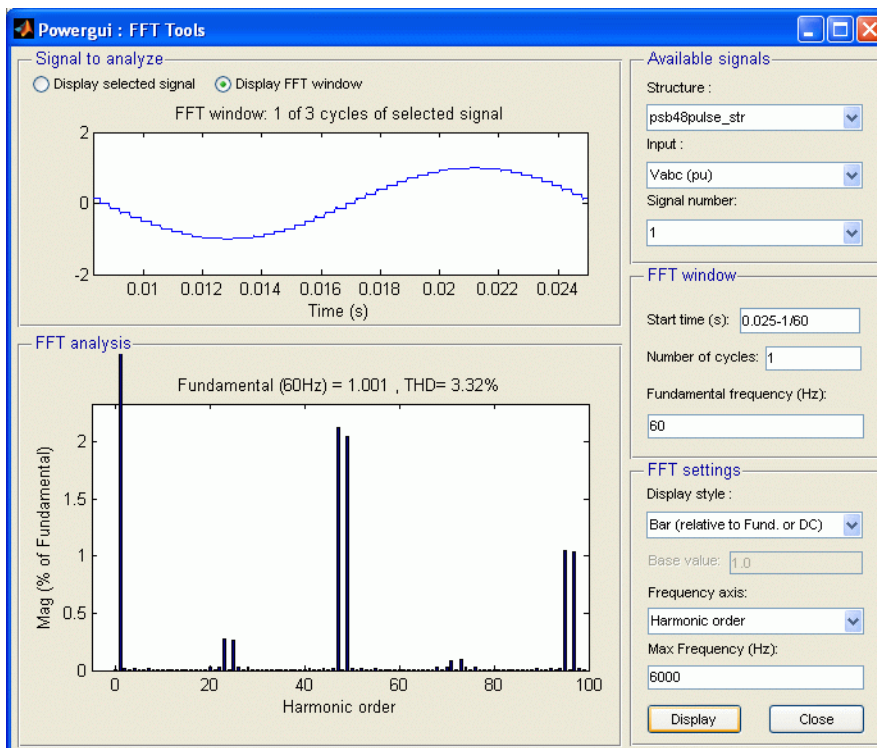 Powergui : FFT Tools
Signal to analyze
Display selected signal Display FFT window
FFT window: 1 of 3 cycles of selected signal
2
0
-2
0.01 0.012 0.014 0.016 0.018 0.02 0.022 0.024
Time (s)
FFT analysis
Fundamental (60Hz) = 1.001 , THD= 3.32%
Mag (% of Fundamental)
2
1.5
1
0.5
0
0 20 40 60 80 100
Harmonic order
Available signals
Structure :
psb48pulse_str
Input :
Vabc (pu)
Signal number:
1
FFT window
Start time (s): 0.025-1/60
Number of cycles: 1
Fundamental frequency (Hz):
60
FFT settings
Display style :
Bar (relative to Fund. or DC)
Base value: 1.0
Frequency axis:
Harmonic order
Max Frequency (Hz):
6000
Display Close